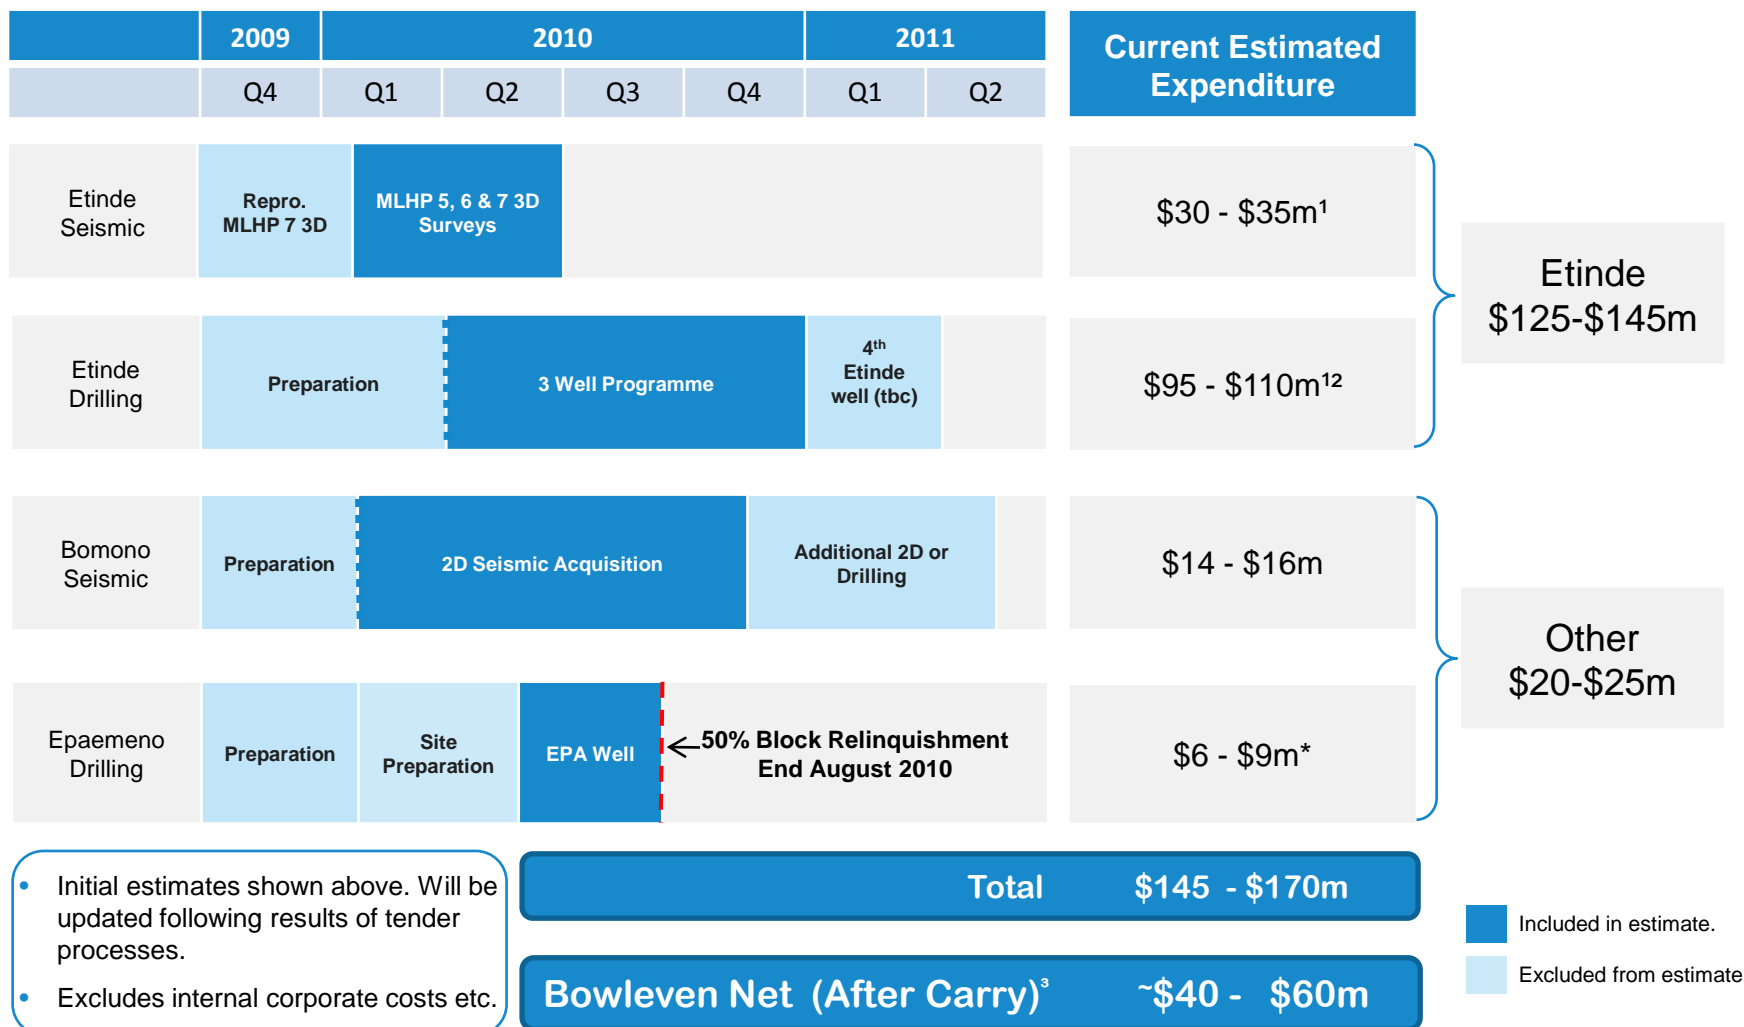 2009 2010 2011
Q4 Q1 Q2 Q3 Q4 Q1 Q2
Current Estimated
Expenditure
Etinde
Seismic
Repro.
MLHP 7 3D
MLHP 5, 6 & 7 3D
Surveys
$30 - $35m¹
Etinde
Drilling
Preparation
3 Well Programme
4th
Etinde
well (tbc)
$95 - $110m¹²
Etinde
$125-$145m
Bomono
Seismic
Preparation
2D Seismic Acquisition
Additional 2D or
Drilling
$14 - $16m
Epaemeno
Drilling
Preparation
Site
Preparation
EPA Well
50% Block Relinquishment
End August 2010
$6 - $9m*
Other
$20-$25m
• Initial estimates shown above. Will be
updated following results of tender
processes.
• Excludes internal corporate costs etc.
Total $145 - $170m
Bowleven Net (After Carry)³ ~$40 - $60m
Included in estimate.
Excluded from estimate